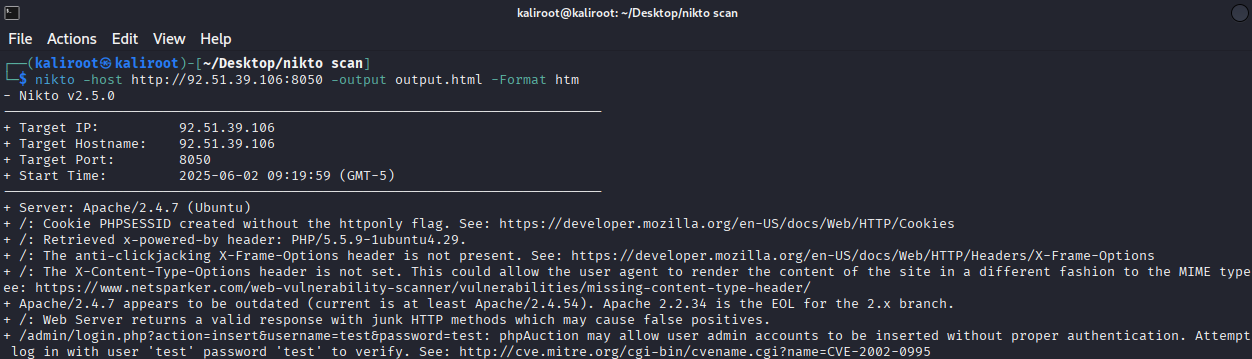 kaliroot@kaliroot: ~/Desktop/nikto scan
File Actions Edit View Help
┌──(kaliroot㉿kaliroot)-[~/Desktop/nikto scan]
└─$ nikto -host http://92.51.39.106:8050 -output output.html -Format htm
- Nikto v2.5.0
---------------------------------------------------------------------------
+ Target IP:          92.51.39.106
+ Target Hostname:    92.51.39.106
+ Target Port:        8050
+ Start Time:         2025-06-02 09:19:59 (GMT-5)
---------------------------------------------------------------------------
+ Server: Apache/2.4.7 (Ubuntu)
+ /: Cookie PHPSESSID created without the httponly flag. See: https://developer.mozilla.org/en-US/docs/Web/HTTP/Cookies
+ /: Retrieved x-powered-by header: PHP/5.5.9-1ubuntu4.29.
+ /: The anti-clickjacking X-Frame-Options header is not present. See: https://developer.mozilla.org/en-US/docs/Web/HTTP/Headers/X-Frame-Options
+ /: The X-Content-Type-Options header is not set. This could allow the user agent to render the content of the site in a different fashion to the MIME type
ee: https://www.netsparker.com/web-vulnerability-scanner/vulnerabilities/missing-content-type-header/
+ Apache/2.4.7 appears to be outdated (current is at least Apache/2.4.54). Apache 2.2.34 is the EOL for the 2.x branch.
+ /: Web Server returns a valid response with junk HTTP methods which may cause false positives.
+ /admin/login.php?action=insert&username=test&password=test: phpAuction may allow user admin accounts to be inserted without proper authentication. Attempt
log in with user 'test' password 'test' to verify. See: http://cve.mitre.org/cgi-bin/cvename.cgi?name=CVE-2002-0995